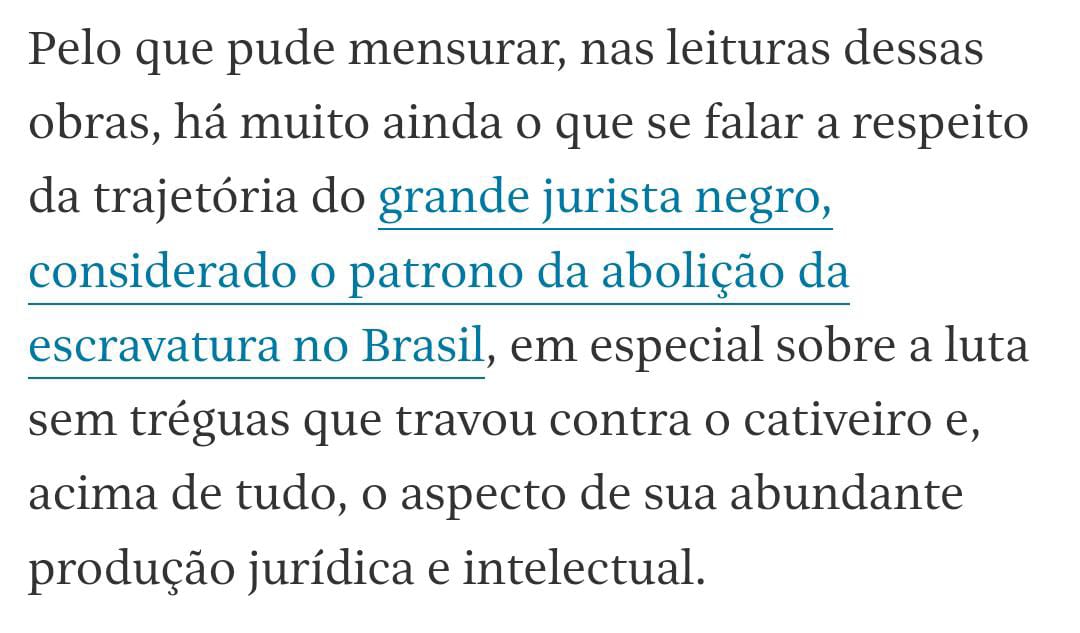 Pelo que pude mensurar, nas leituras dessas
obras, há muito ainda o que se falar a respeito
da trajetória do grande jurista negro,
considerado o patrono da abolição da
escravatura no Brasil, em especial sobre a luta
sem tréguas que travou contra o cativeiro e,
acima de tudo, o aspecto de sua abundante
produção jurídica e intelectual.